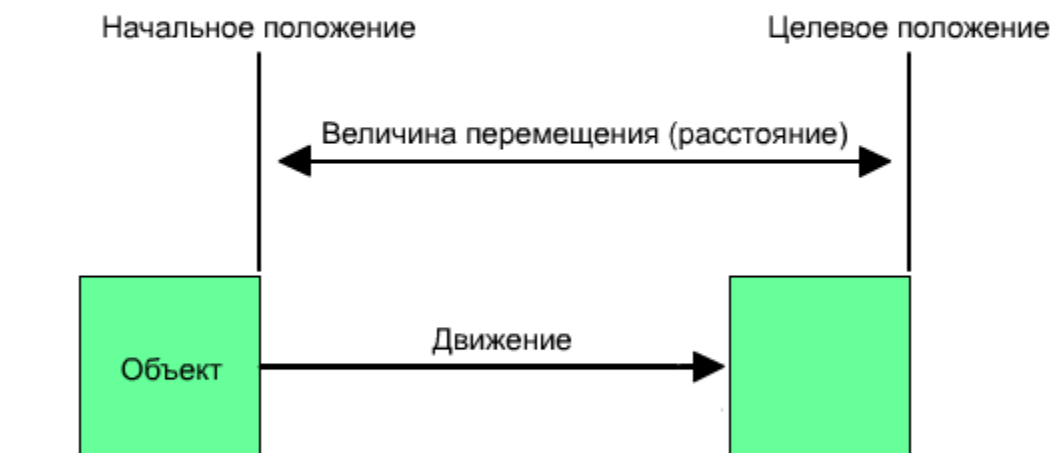 Начальное положение
Целевое положение
Величина перемещения (расстояние)
Движение
Объект